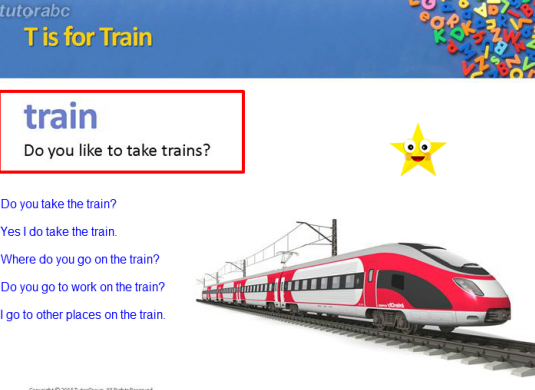 tutorabc
T is for Train
train
Do you like to take trains?
Do you take the train?
Yes I do take the train.
Where do you go on the train?
Do you go to work on the train?
I go to other places on the train.